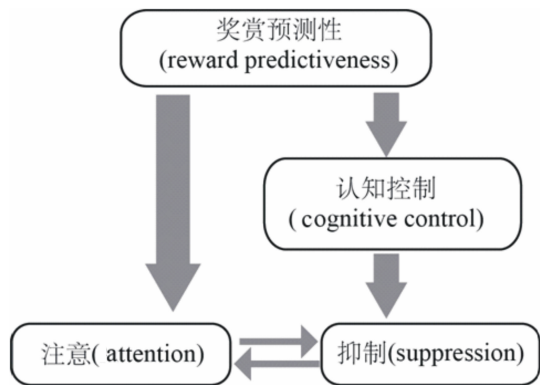 奖赏预测性
(reward predictiveness)
认知控制
( cognitive control)
注意( attention)
抑制(suppression)